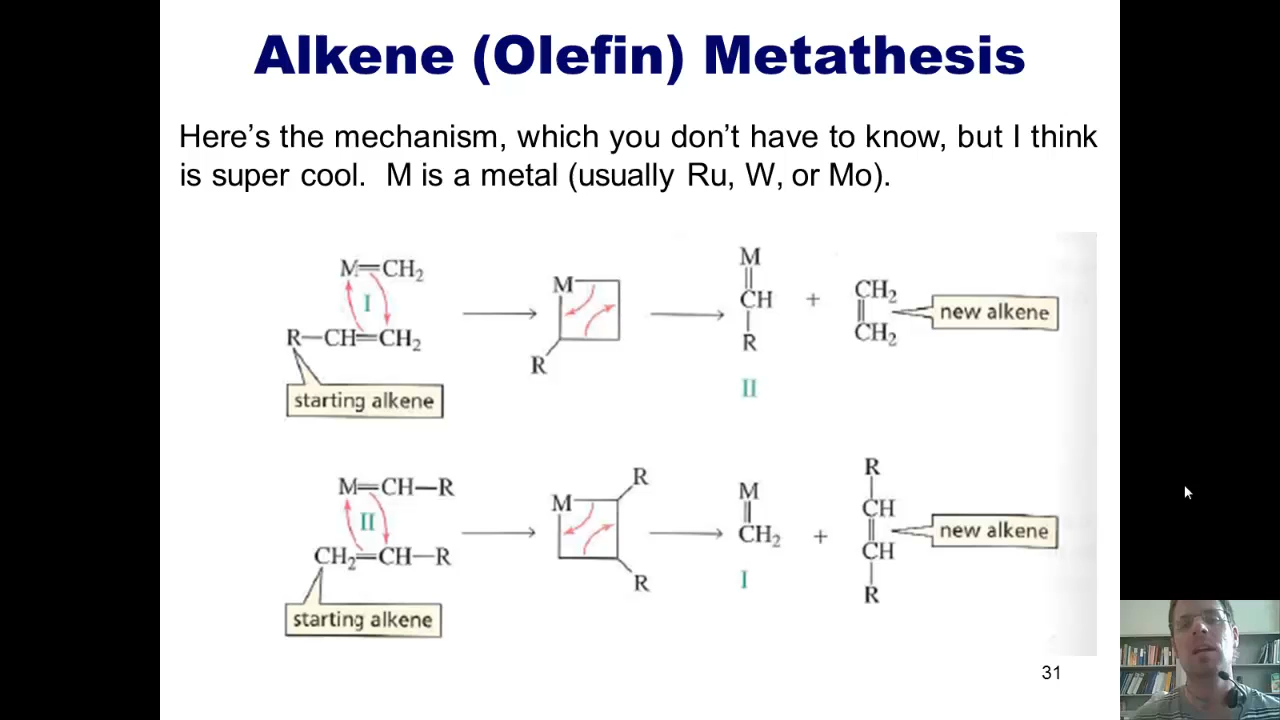 Alkene (Olefin) Metathesis
Here's the mechanism, which you don't have to know, but I think
is super cool. M is a metal (usually Ru, W, or Mo).
M=CH₂
I
R—CH=CH₂
starting alkene
M
R
M
CH
R
II
+
CH₂
CH₂
new alkene
M=CH—R
II
CH₂=CH—R
starting alkene
M
R
R
M
CH₂
I
+
R
CH
CH
R
new alkene
31